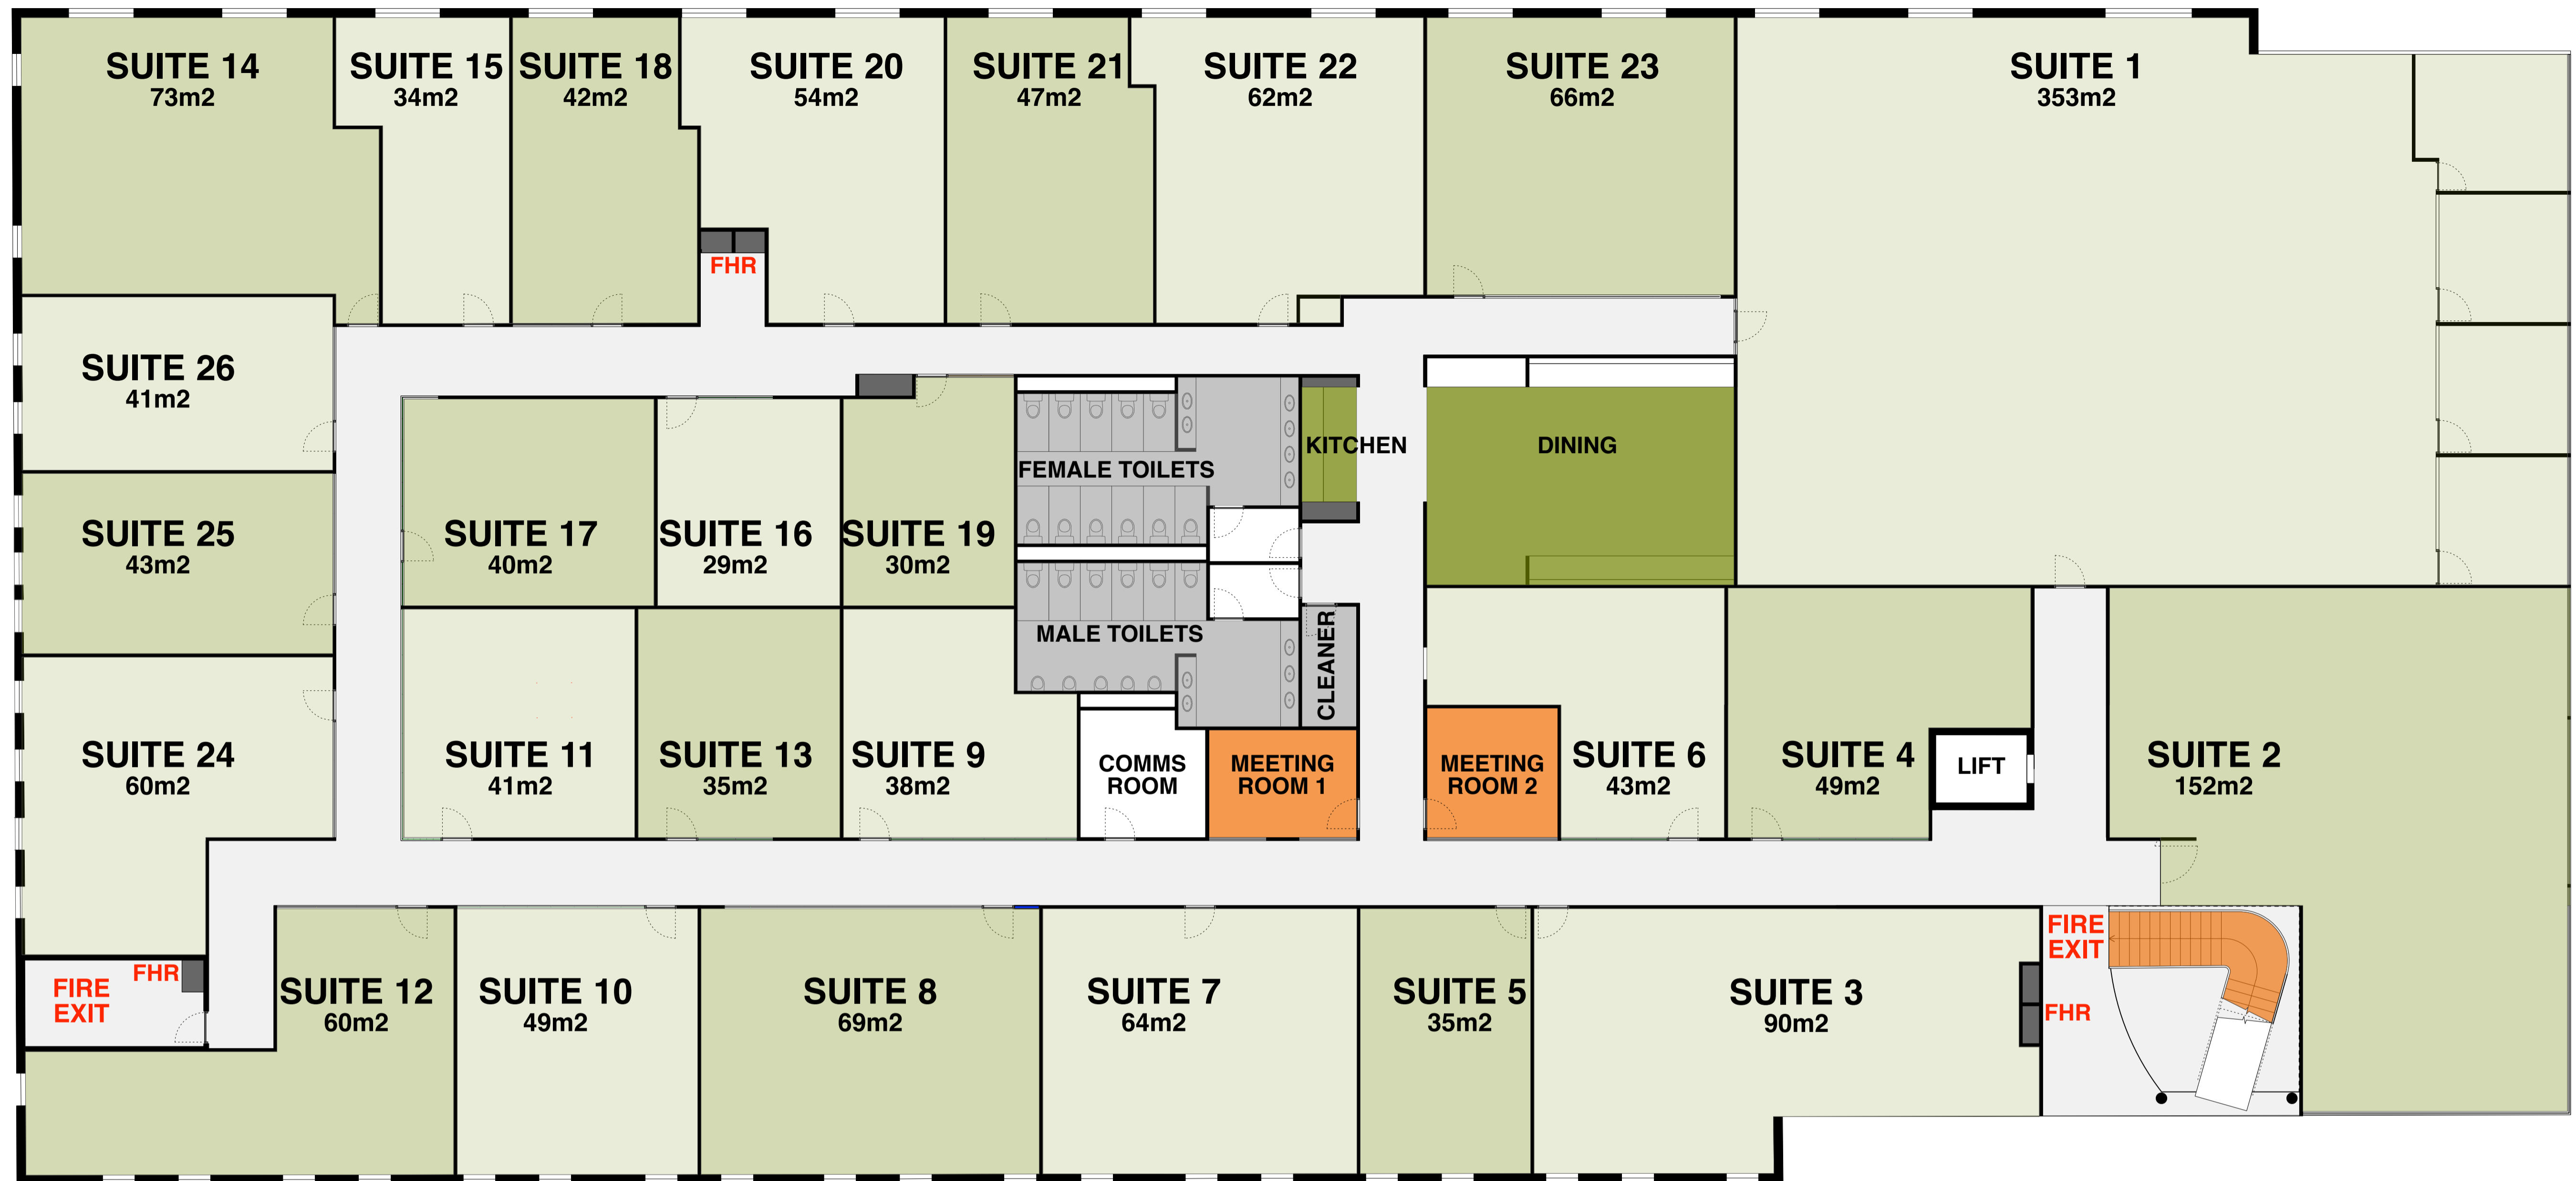 SUITE 14
73m2
SUITE 15
34m2
SUITE 18
42m2
SUITE 20
54m2
SUITE 21
47m2
SUITE 22
62m2
SUITE 23
66m2
SUITE 1
353m2
FHR
SUITE 26
41m2
KITCHEN
DINING
FEMALE TOILETS
SUITE 25
43m2
SUITE 17
40m2
SUITE 16
29m2
SUITE 19
30m2
MALE TOILETS
CLEANER
SUITE 24
60m2
SUITE 11
41m2
SUITE 13
35m2
SUITE 9
38m2
COMMS
ROOM
MEETING
ROOM 1
MEETING
ROOM 2
SUITE 6
43m2
SUITE 4
49m2
LIFT
SUITE 2
152m2
FIRE
EXIT
FHR
FIRE
EXIT
SUITE 12
60m2
SUITE 10
49m2
SUITE 8
69m2
SUITE 7
64m2
SUITE 5
35m2
SUITE 3
90m2
FHR